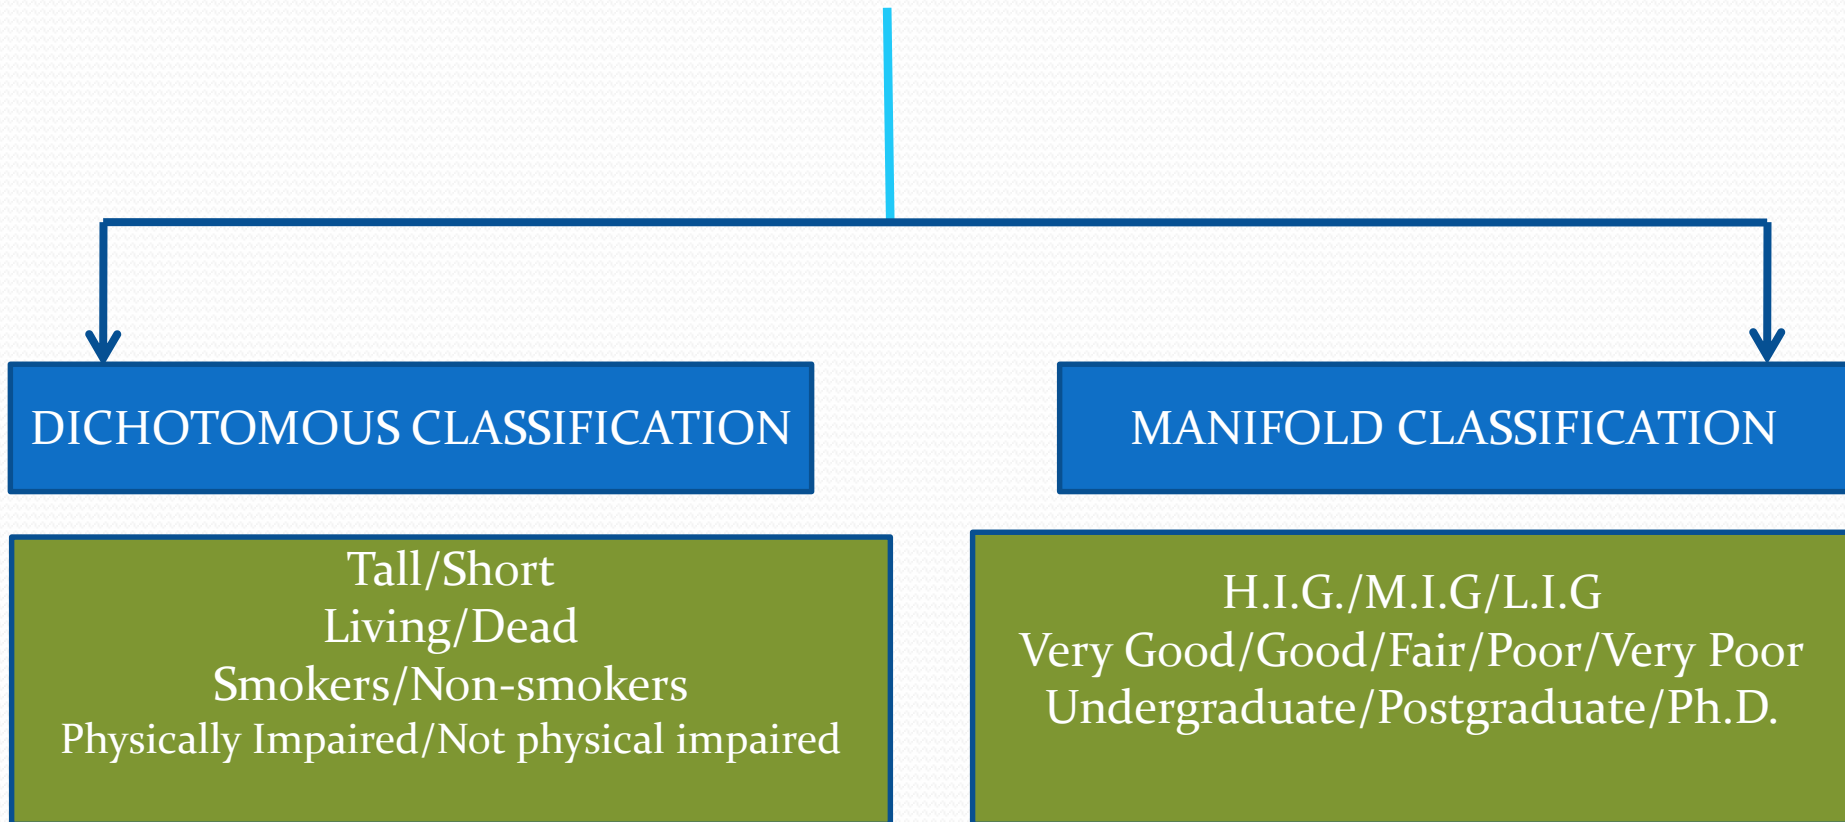 DICHOTOMOUS CLASSIFICATION
MANIFOLD CLASSIFICATION
Tall/Short
Living/Dead
Smokers/Non-smokers
Physically Impaired/Not physical impaired
H.I.G./M.I.G/L.I.G
Very Good/Good/Fair/Poor/Very Poor
Undergraduate/Postgraduate/Ph.D.